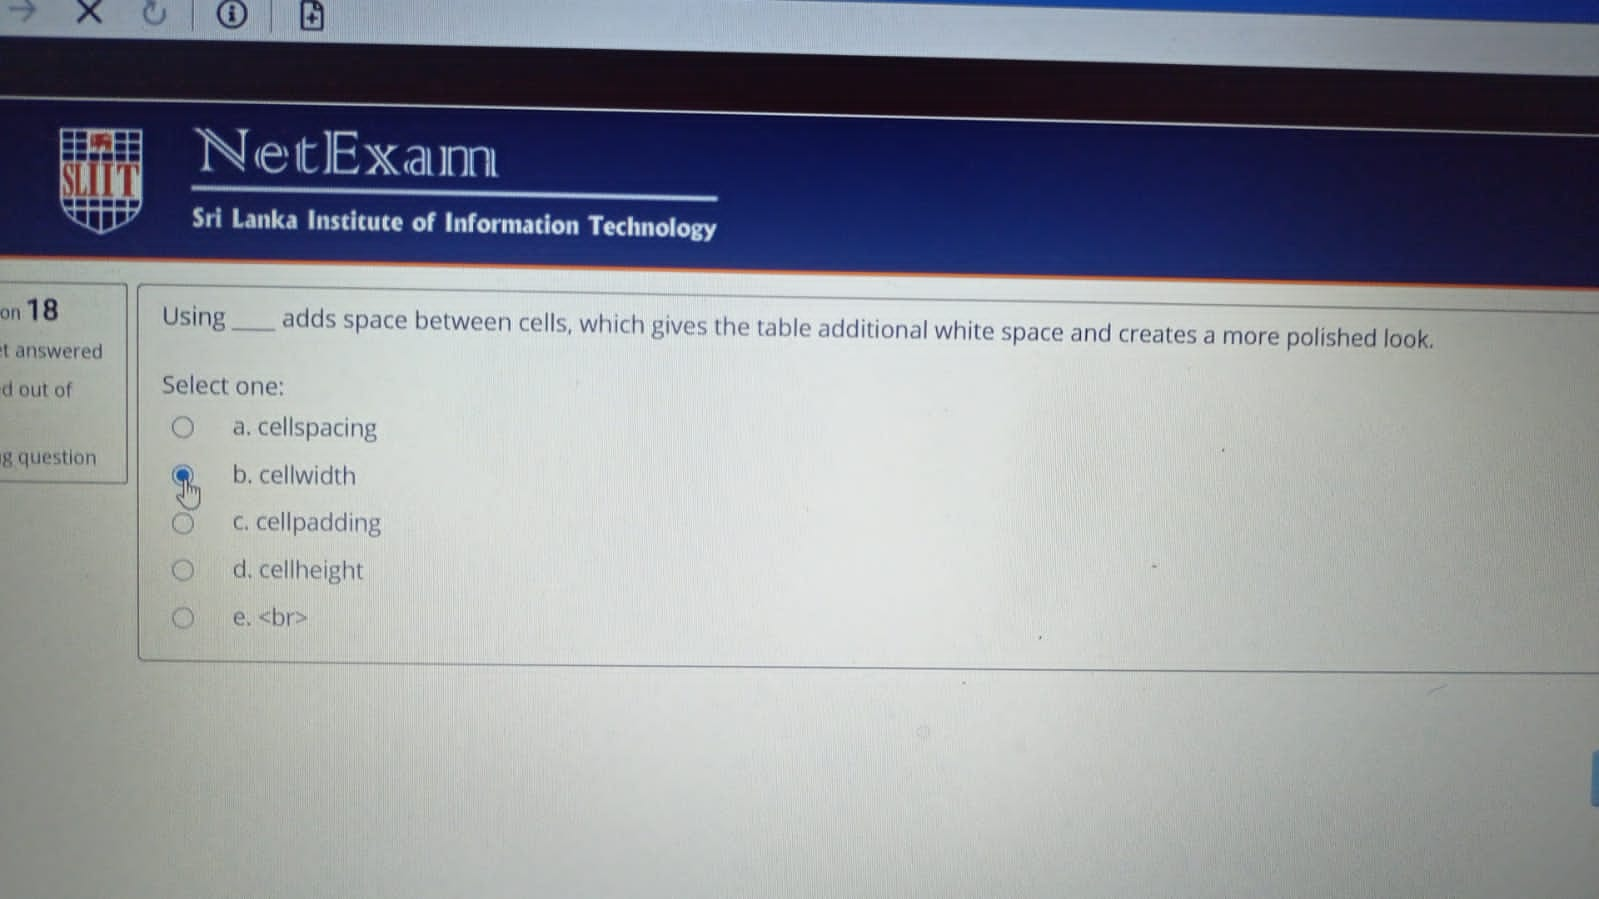 SLIIT
NetExam
Sri Lanka Institute of Information Technology
on 18
et answered
d out of
g question
Using ____ adds space between cells, which gives the table additional white space and creates a more polished look.
Select one:
a. cellspacing
b. cellwidth
c. cellpadding
d. cellheight
e. <br>